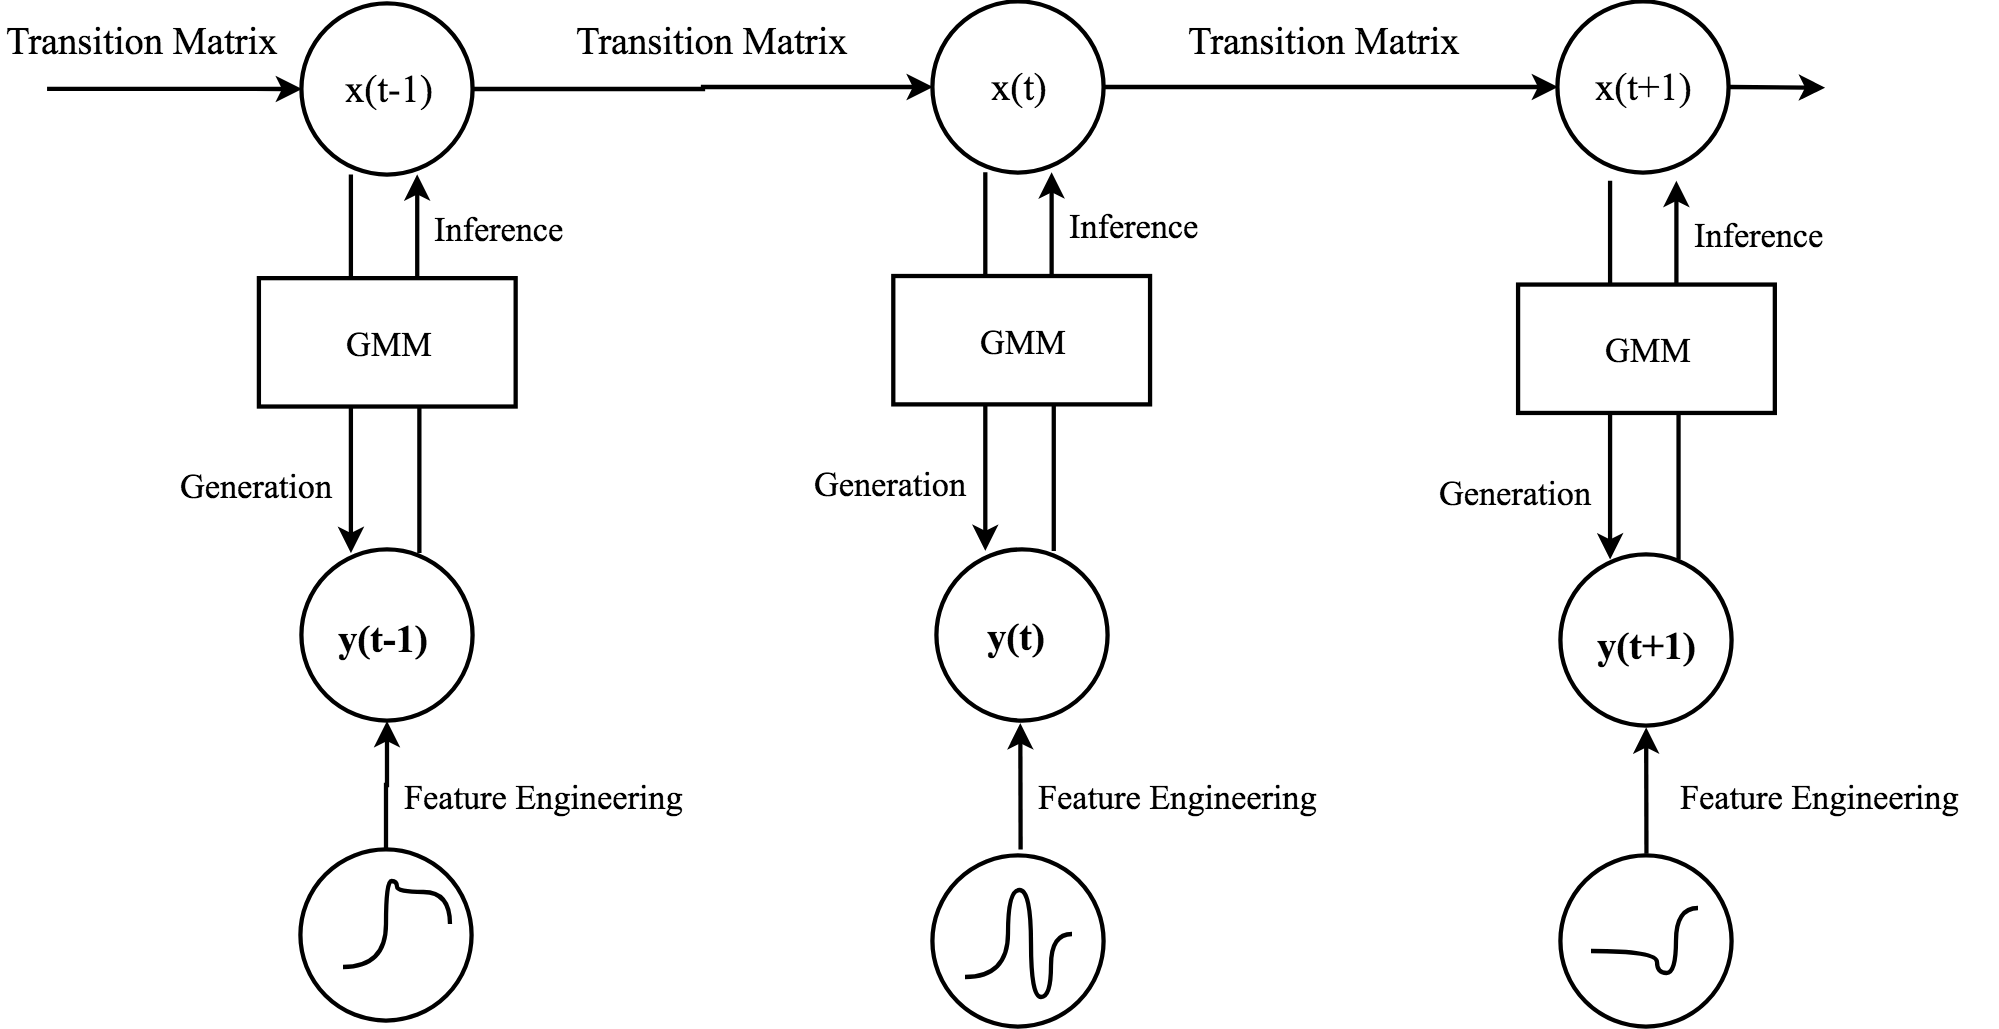 Transition Matrix
Transition Matrix
Transition Matrix
x(t-1)
x(t)
x(t+1)
Inference
Inference
Inference
GMM
GMM
GMM
Generation
Generation
Generation
y(t-1)
y(t)
y(t+1)
Feature Engineering
Feature Engineering
Feature Engineering